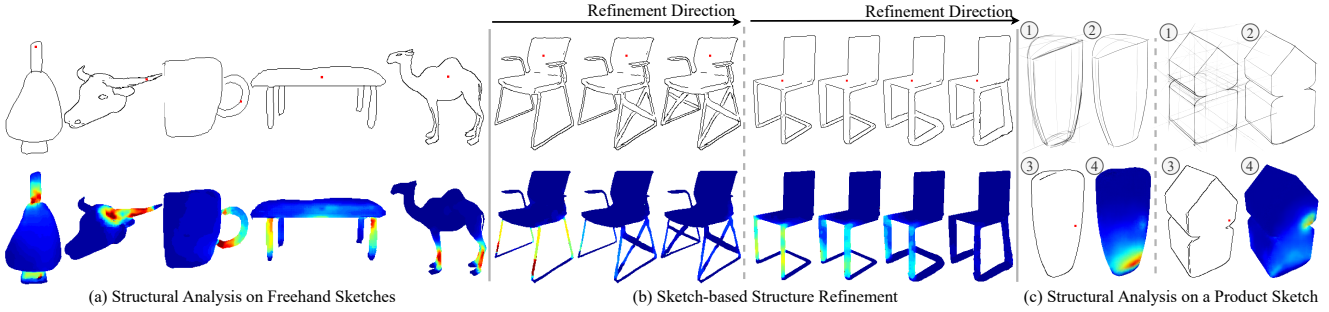 Refinement Direction
Refinement Direction
① ② ① ②
③ ④ ③ ④
(a) Structural Analysis on Freehand Sketches
(b) Sketch-based Structure Refinement
(c) Structural Analysis on a Product Sketch